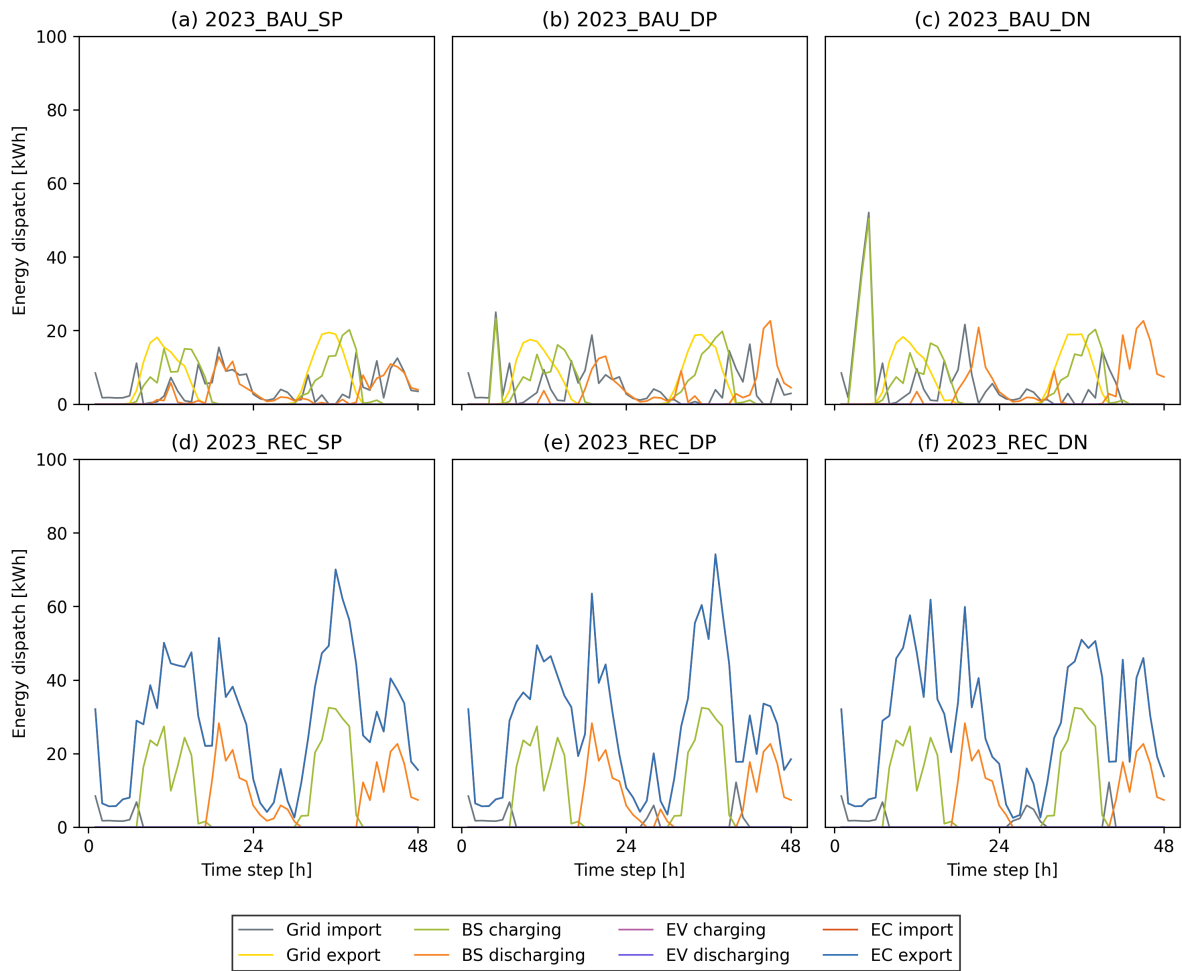 (a) 2023_BAU_SP
(b) 2023_BAU_DP
(c) 2023_BAU_DN
100
80
60
40
20
0
Energy dispatch [kWh]
(d) 2023_REC_SP
(e) 2023_REC_DP
(f) 2023_REC_DN
100
80
60
40
20
0
Energy dispatch [kWh]
0 24 48
0 24 48
0 24 48
Time step [h]
Time step [h]
Time step [h]
Grid import BS charging EV charging EC import
Grid export BS discharging EV discharging EC export